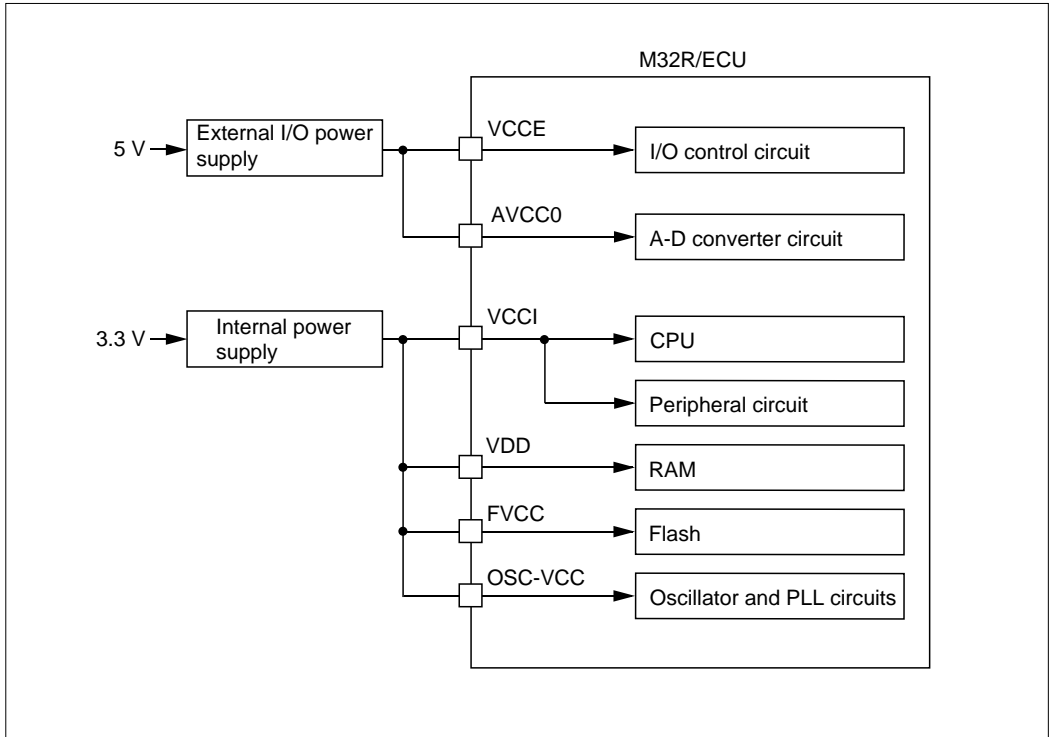 M32R/ECU
5 V
External I/O power
supply
VCCE
I/O control circuit
AVCC0
A-D converter circuit
3.3 V
Internal power
supply
VCCI
CPU
Peripheral circuit
VDD
RAM
FVCC
Flash
OSC-VCC
Oscillator and PLL circuits